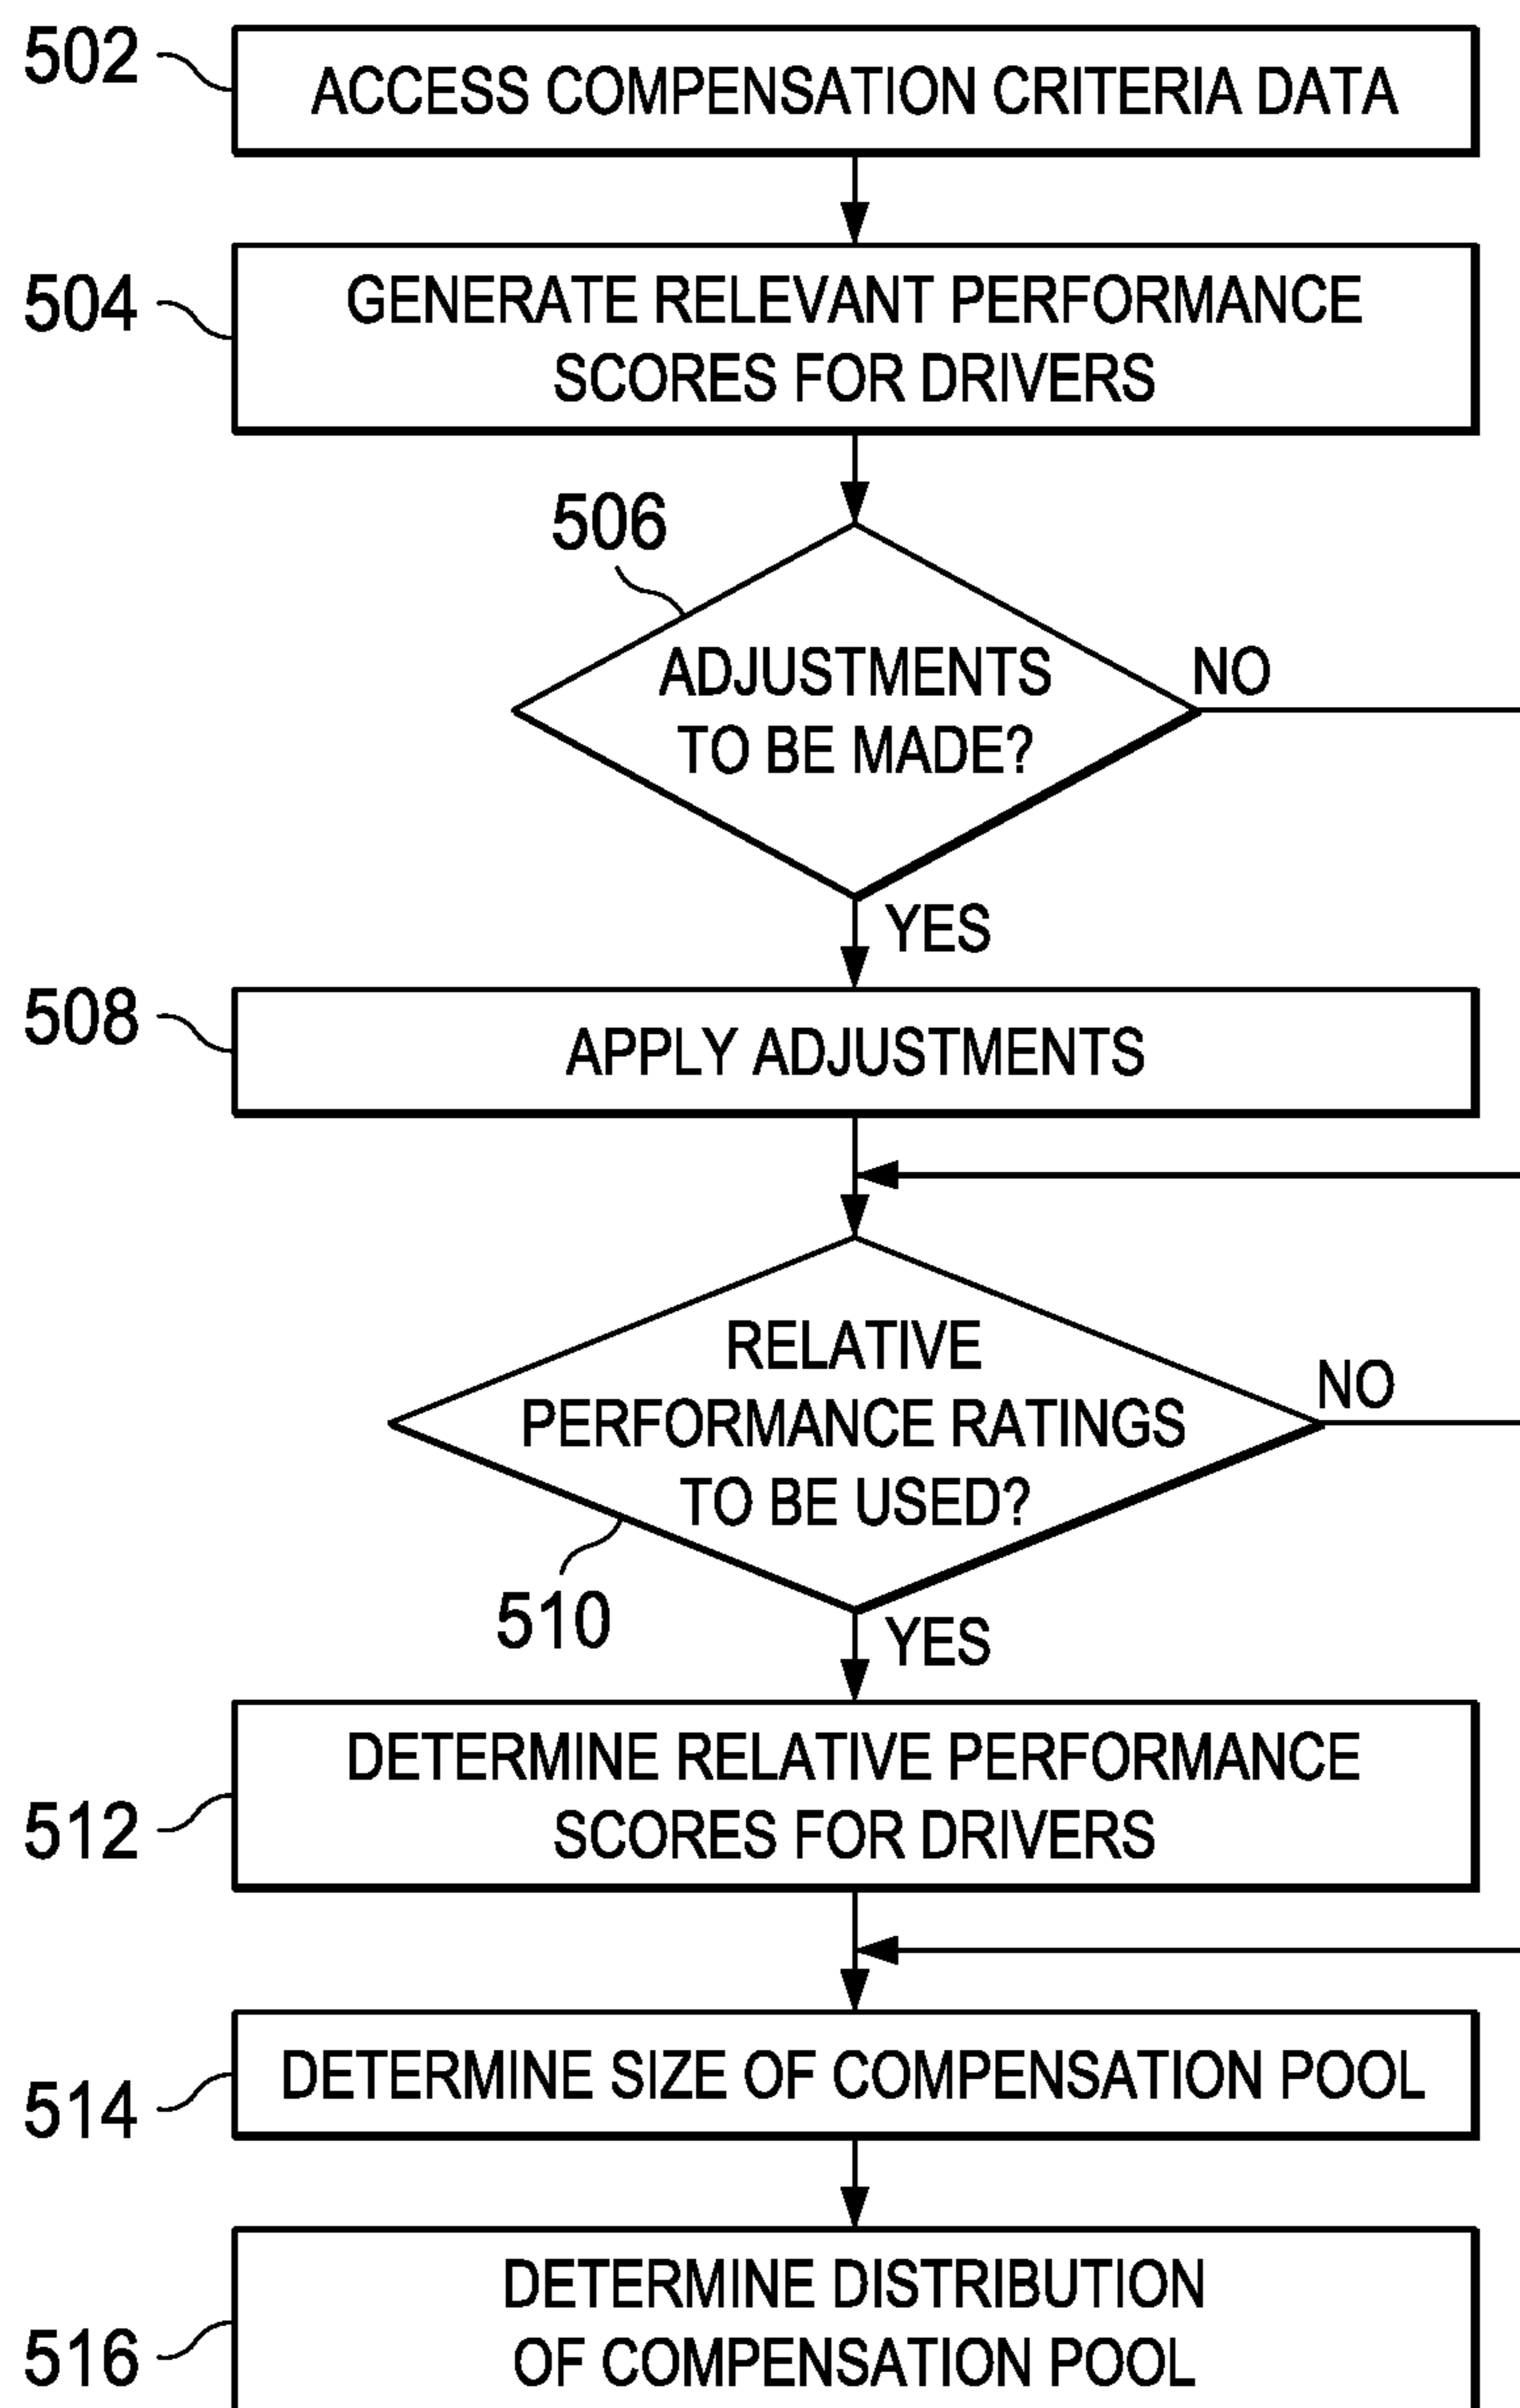 502
ACCESS COMPENSATION CRITERIA DATA
504
GENERATE RELEVANT PERFORMANCE
SCORES FOR DRIVERS
506
ADJUSTMENTS
TO BE MADE?
NO
YES
508
APPLY ADJUSTMENTS
RELATIVE
PERFORMANCE RATINGS
TO BE USED?
NO
510
YES
DETERMINE RELATIVE PERFORMANCE
SCORES FOR DRIVERS
512
DETERMINE SIZE OF COMPENSATION POOL
514
DETERMINE DISTRIBUTION
OF COMPENSATION POOL
516